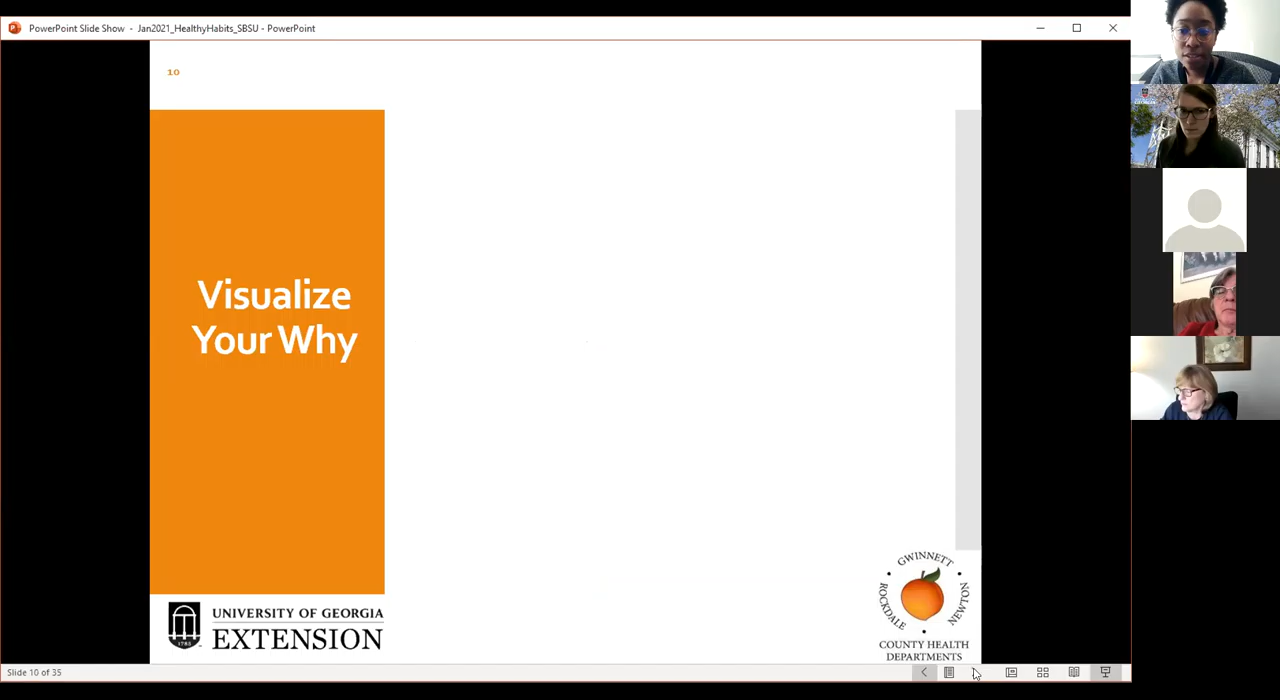 PowerPoint Slide Show - Jan2021_HealthyHabits_SBSU - PowerPoint
10
Visualize
Your Why
UNIVERSITY OF GEORGIA
EXTENSION
1785
GWINNETT
ROCKDALE
NEWTON
COUNTY HEALTH
DEPARTMENTS
Slide 10 of 35